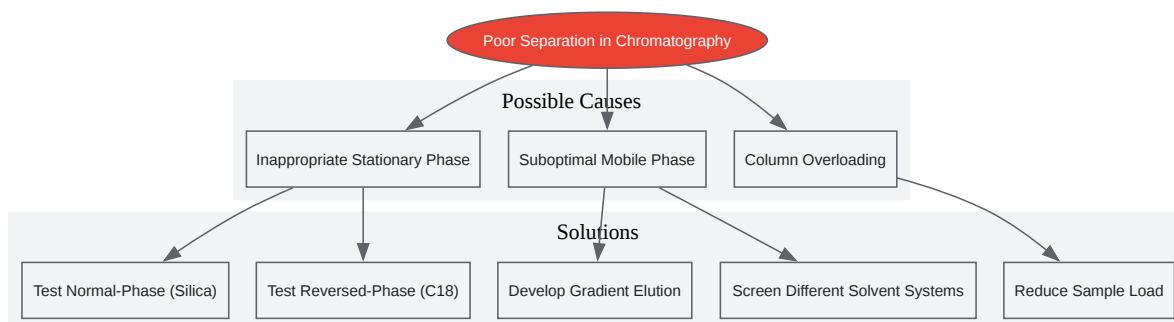 Poor Separation in Chromatography
Possible Causes
Inappropriate Stationary Phase
Suboptimal Mobile Phase
Column Overloading
Solutions
Test Normal-Phase (Silica)
Test Reversed-Phase (C18)
Develop Gradient Elution
Screen Different Solvent Systems
Reduce Sample Load